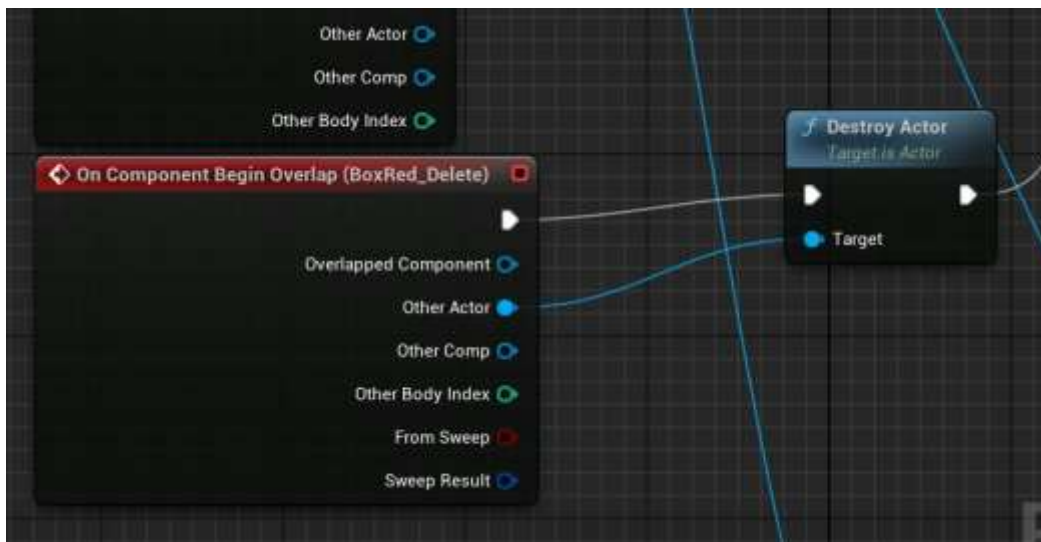 Other Actor
Other Comp
Other Body Index
f Destroy Actor
Target is Actor
On Component Begin Overlap (BoxRed_Delete)
Target
Overlapped Component
Other Actor
Other Comp
Other Body Index
From Sweep
Sweep Result